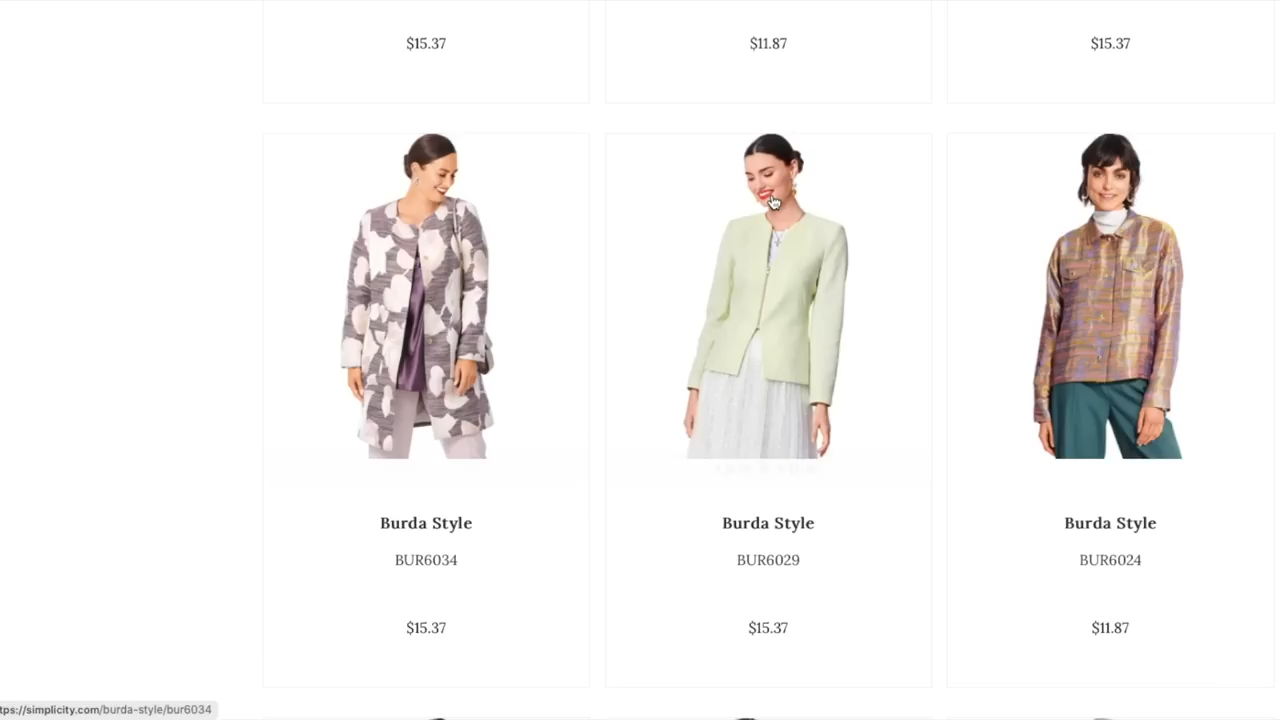 $15.37
$11.87
$15.37
Burda Style
Burda Style
Burda Style
BUR6034
BUR6029
BUR6024
$15.37
$15.37
$11.87
tps://simplicity.com/burda-style/bur6034